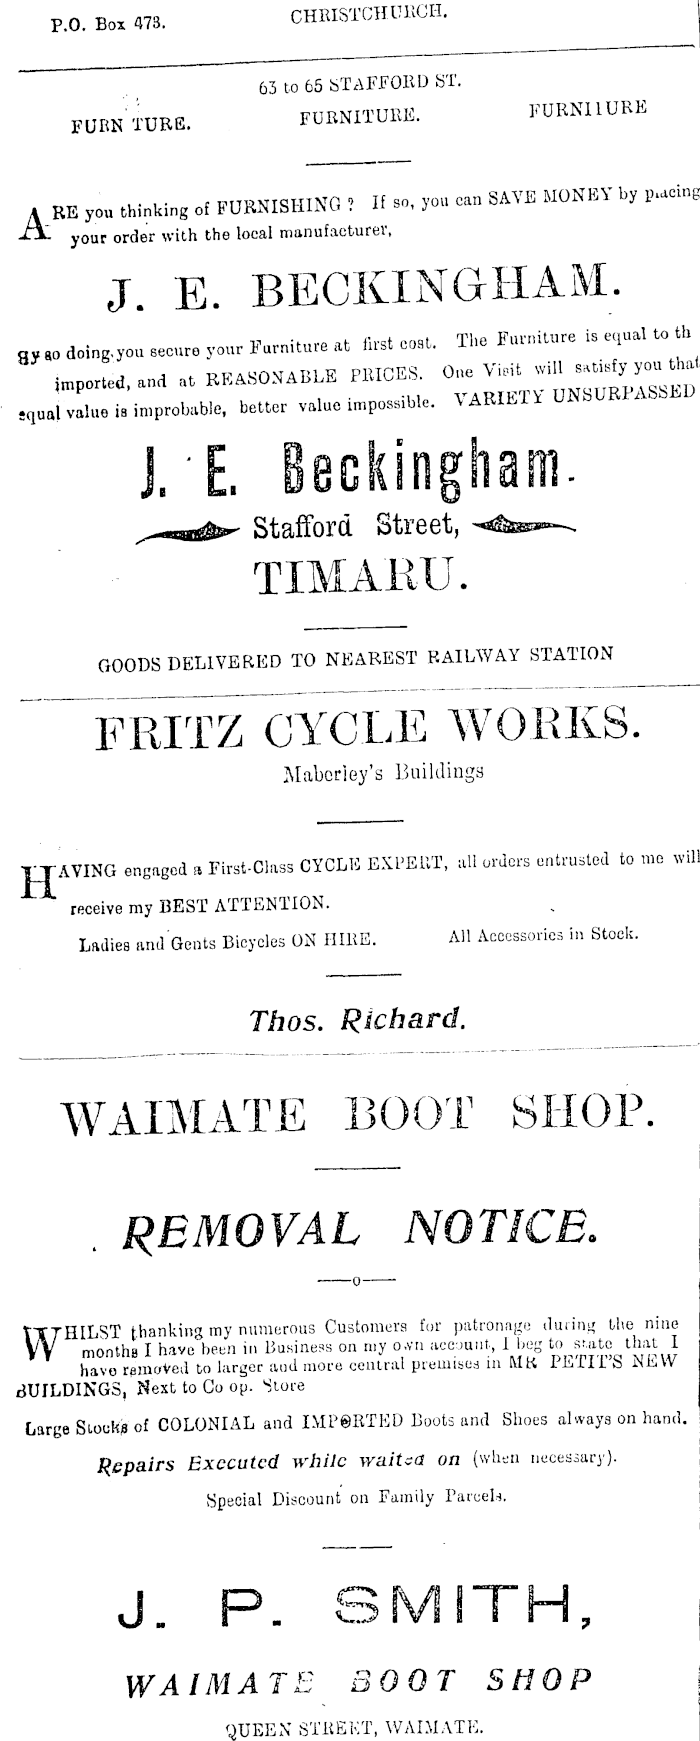 P.O. Box 473. CHRISTCHURCH.
63 to 65 STAFFORD ST.
FURN TURE. FURNITURE. FURNI1URE
ARE you thinking of FURNISHING ? If so, you can SAVE MONEY by placing
your order with the local manufacturer,
J. E. BECKINGHAM.
By so doing, you secure your Furniture at first cost. The Furniture is equal to th
imported, and at REASONABLE PRICES. One Visit will satisfy you that
equal value is improbable, better value impossible. VARIETY UNSURPASSED
J. E. Beckingham.
Stafford Street,
TIMARU.
GOODS DELIVERED TO NEAREST RAILWAY STATION
FRITZ CYCLE WORKS.
Maberley's Buildings
HAVING engaged a First-Class CYCLE EXPERT, all orders entrusted to me will
receive my BEST ATTENTION.
Ladies and Gents Bicycles ON HIRE. All Accessories in Stock.
Thos. Richard.
WAIMATE BOOT SHOP.
REMOVAL NOTICE.
—o—
WHILST thanking my numerous Customers for patronage during the nine
months I have been in Business on my own account, I beg to state that I
have removed to larger and more central premises in MR PETIT'S NEW
BUILDINGS, Next to Co op. Store
Large Stocks of COLONIAL and IMPORTED Boots and Shoes always on hand.
Repairs Executed while waited on (when necessary).
Special Discount on Family Parcels.
J. P. SMITH,
WAIMATE BOOT SHOP
QUEEN STREET, WAIMATE.